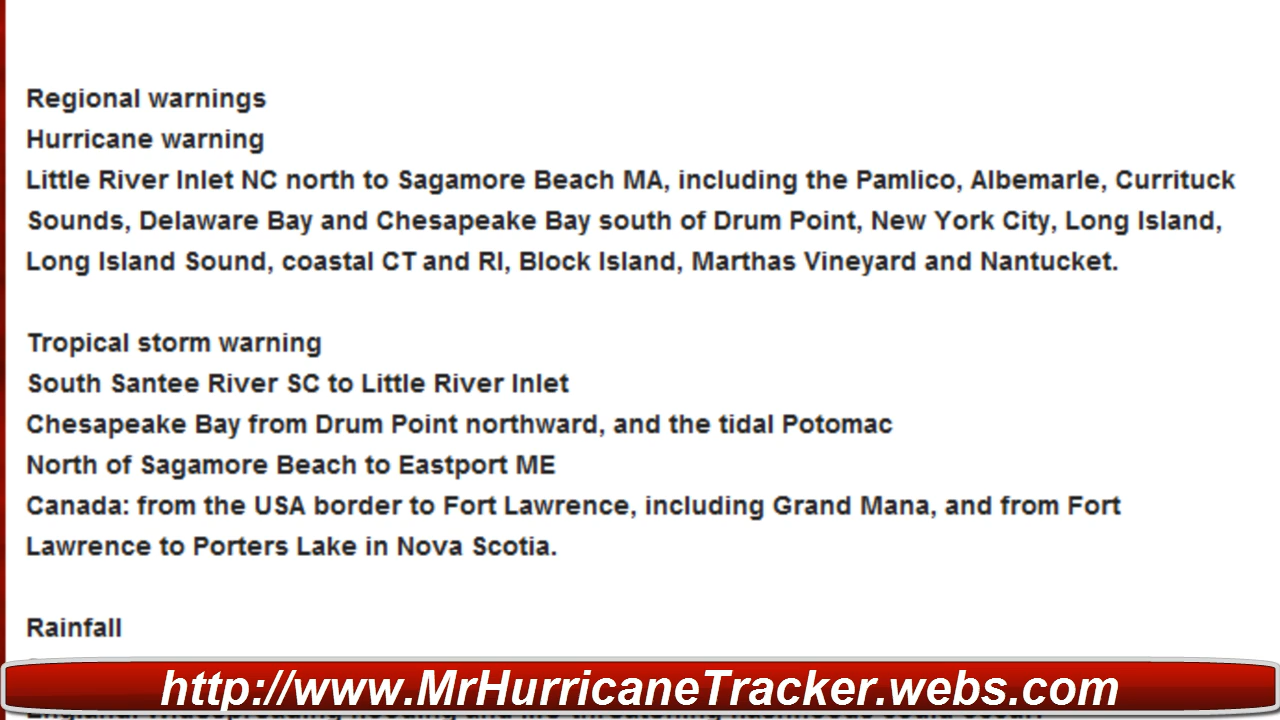 Regional warnings
Hurricane warning
Little River Inlet NC north to Sagamore Beach MA, including the Pamlico, Albemarle, Currituck
Sounds, Delaware Bay and Chesapeake Bay south of Drum Point, New York City, Long Island,
Long Island Sound, coastal CT and RI, Block Island, Marthas Vineyard and Nantucket.
Tropical storm warning
South Santee River SC to Little River Inlet
Chesapeake Bay from Drum Point northward, and the tidal Potomac
North of Sagamore Beach to Eastport ME
Canada: from the USA border to Fort Lawrence, including Grand Mana, and from Fort
Lawrence to Porters Lake in Nova Scotia.
Rainfall
http://www.MrHurricaneTracker.webs.com